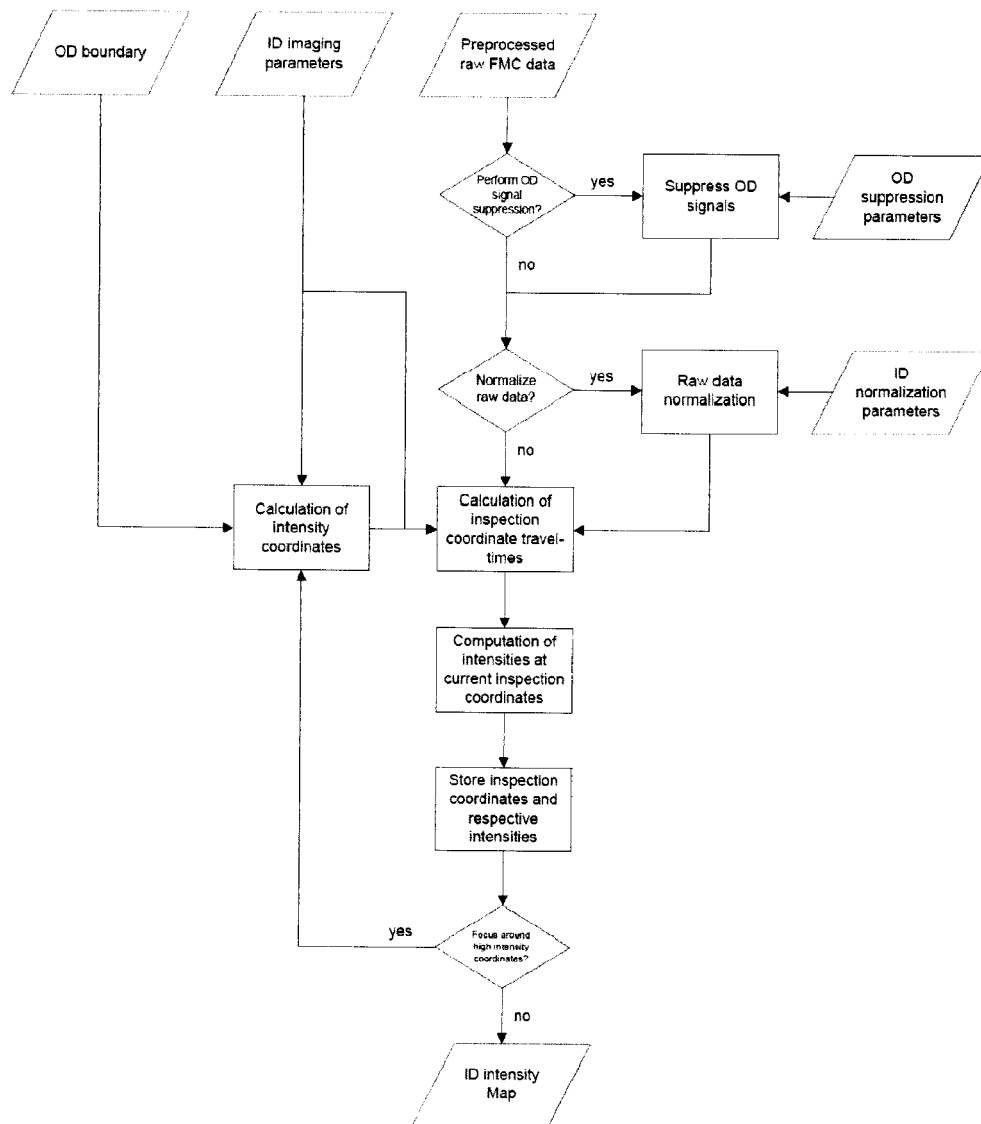 OD boundary
ID imaging
parameters
Preprocessed
raw FMC data
Perform OD
signal
suppression?
yes
Suppress OD
signals
OD
suppression
parameters
no
Normalize
raw data?
yes
Raw data
normalization
ID
normalization
parameters
no
Calculation of
intensity
coordinates
Calculation of
inspection
coordinate travel-
times
Computation of
intensities at
current inspection
coordinates
Store inspection
coordinates and
respective
intensities
yes
Focus around
high intensity
coordinates?
no
ID intensity
Map